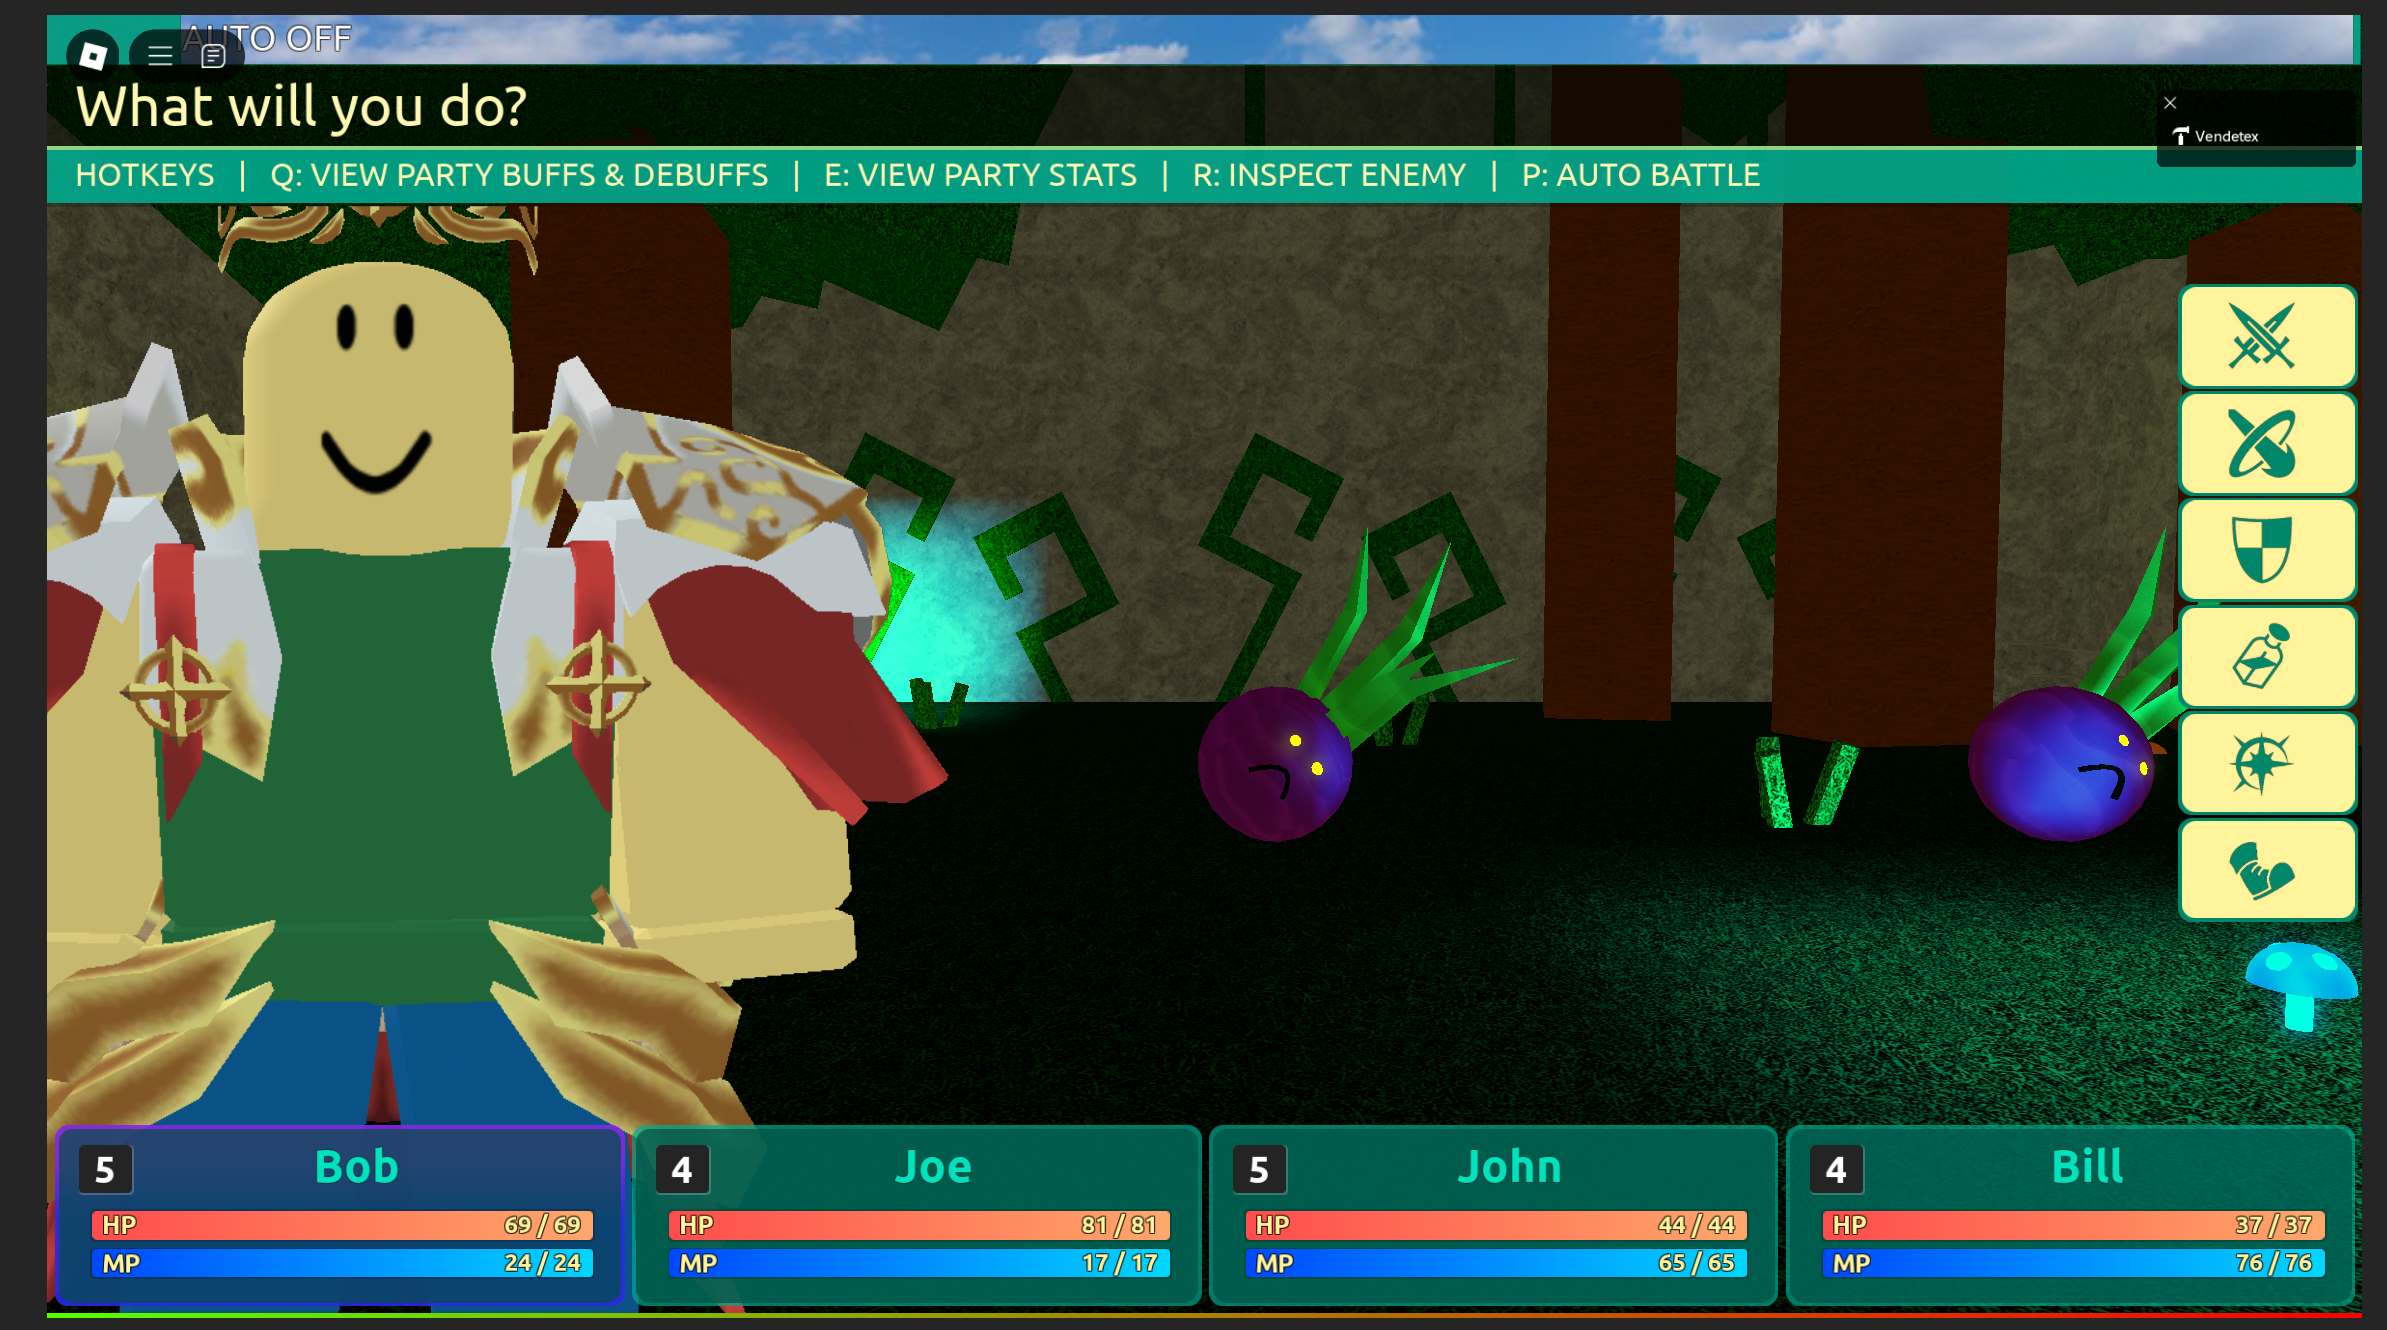 AUTO OFF
What will you do?
Vendetex
HOTKEYS | Q: VIEW PARTY BUFFS & DEBUFFS | E: VIEW PARTY STATS | R: INSPECT ENEMY | P: AUTO BATTLE
5 Bob
HP 69 / 69
MP 24 / 24
4 Joe
HP 81 / 81
MP 17 / 17
5 John
HP 44 / 44
MP 65 / 65
4 Bill
HP 37 / 37
MP 76 / 76